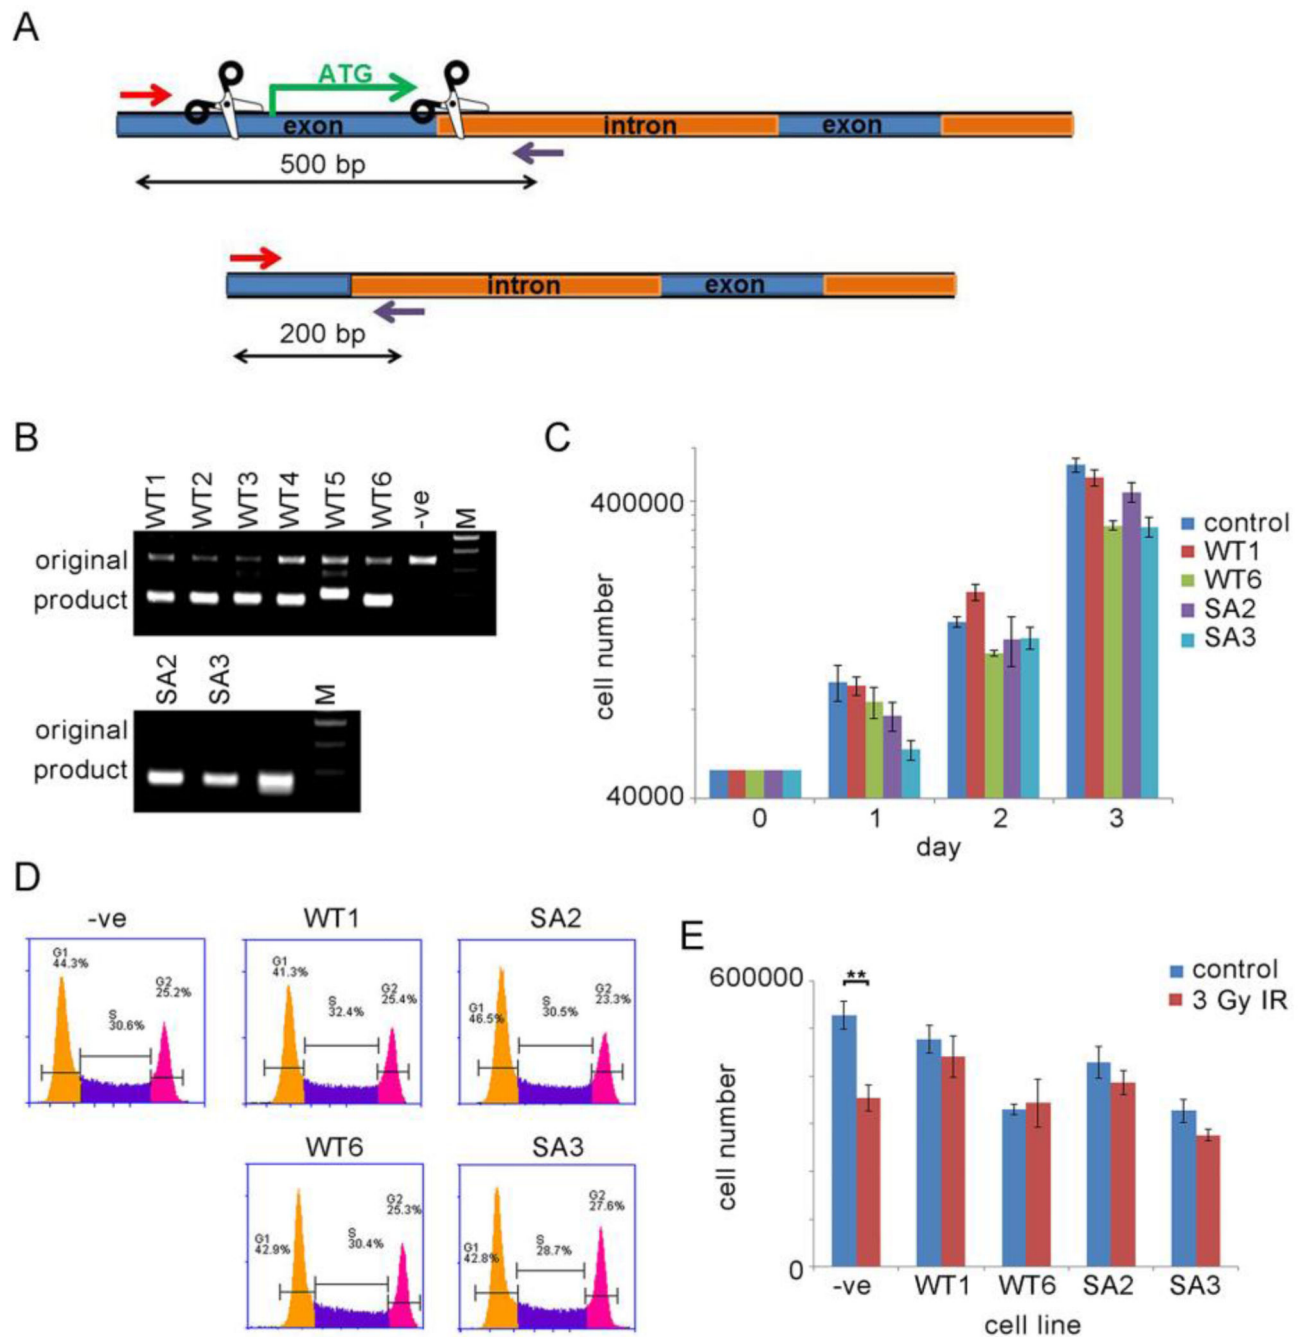 A
ATG
exon
intron
exon
500 bp
intron
exon
200 bp
B
WT1
WT2
WT3
WT4
WT5
WT6
-ve
M
original
product
SA2
SA3
M
original
product
C
400000
40000
cell number
0
1
2
3
day
control
WT1
WT6
SA2
SA3
D
-ve
G1
44.3%
S
30.6%
G2
25.2%
WT1
G1
41.3%
S
32.4%
G2
25.4%
SA2
G1
46.5%
S
30.5%
G2
23.3%
WT6
G1
42.9%
S
30.4%
G2
25.3%
SA3
G1
42.8%
S
28.7%
G2
27.6%
E
600000
0
cell number
**
control
3 Gy IR
-ve
WT1
WT6
SA2
SA3
cell line